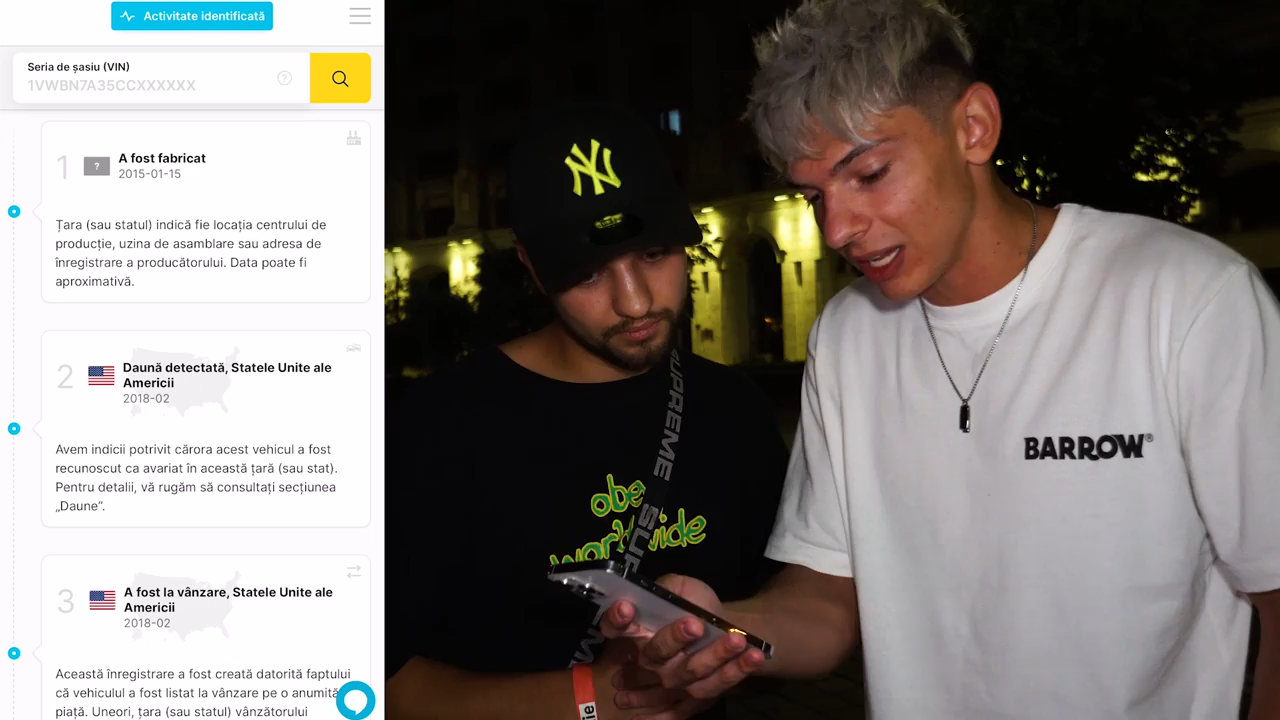 Activitate identificată
Seria de șasiu (VIN)
1VWBN7A35CCXXXXXX
?
1
?
A fost fabricat
2015-01-15
Țara (sau statul) indică fie locația centrului de
producție, uzina de asamblare sau adresa de
înregistrare a producătorului. Data poate fi
aproximativă.
2
Daună detectată, Statele Unite ale
Americii
2018-02
Avem indicii potrivit cărora acest vehicul a fost
recunoscut ca avariat în această țară (sau stat).
Pentru detalii, vă rugăm să consultați secțiunea
„Daune”.
3
A fost la vânzare, Statele Unite ale
Americii
2018-02
Această înregistrare a fost creată datorită faptului
că vehiculul a fost listat la vânzare pe o anumită
piață. Uneori, țara (sau statul) vânzătorului
NY
SUPREME
BARROW®